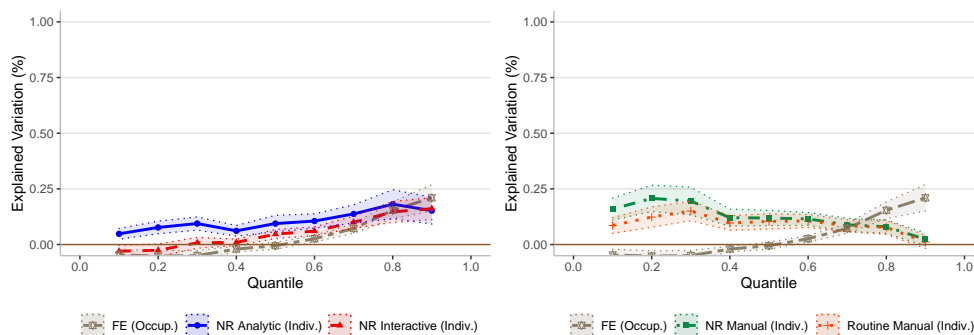 1.00
0.75
0.50
0.25
0.00
Explained Variation (%)
0.0 0.2 0.4 0.6 0.8 1.0
Quantile
FE (Occup.) NR Analytic (Indiv.) NR Interactive (Indiv.)
1.00
0.75
0.50
0.25
0.00
Explained Variation (%)
0.0 0.2 0.4 0.6 0.8 1.0
Quantile
FE (Occup.) NR Manual (Indiv.) Routine Manual (Indiv.)